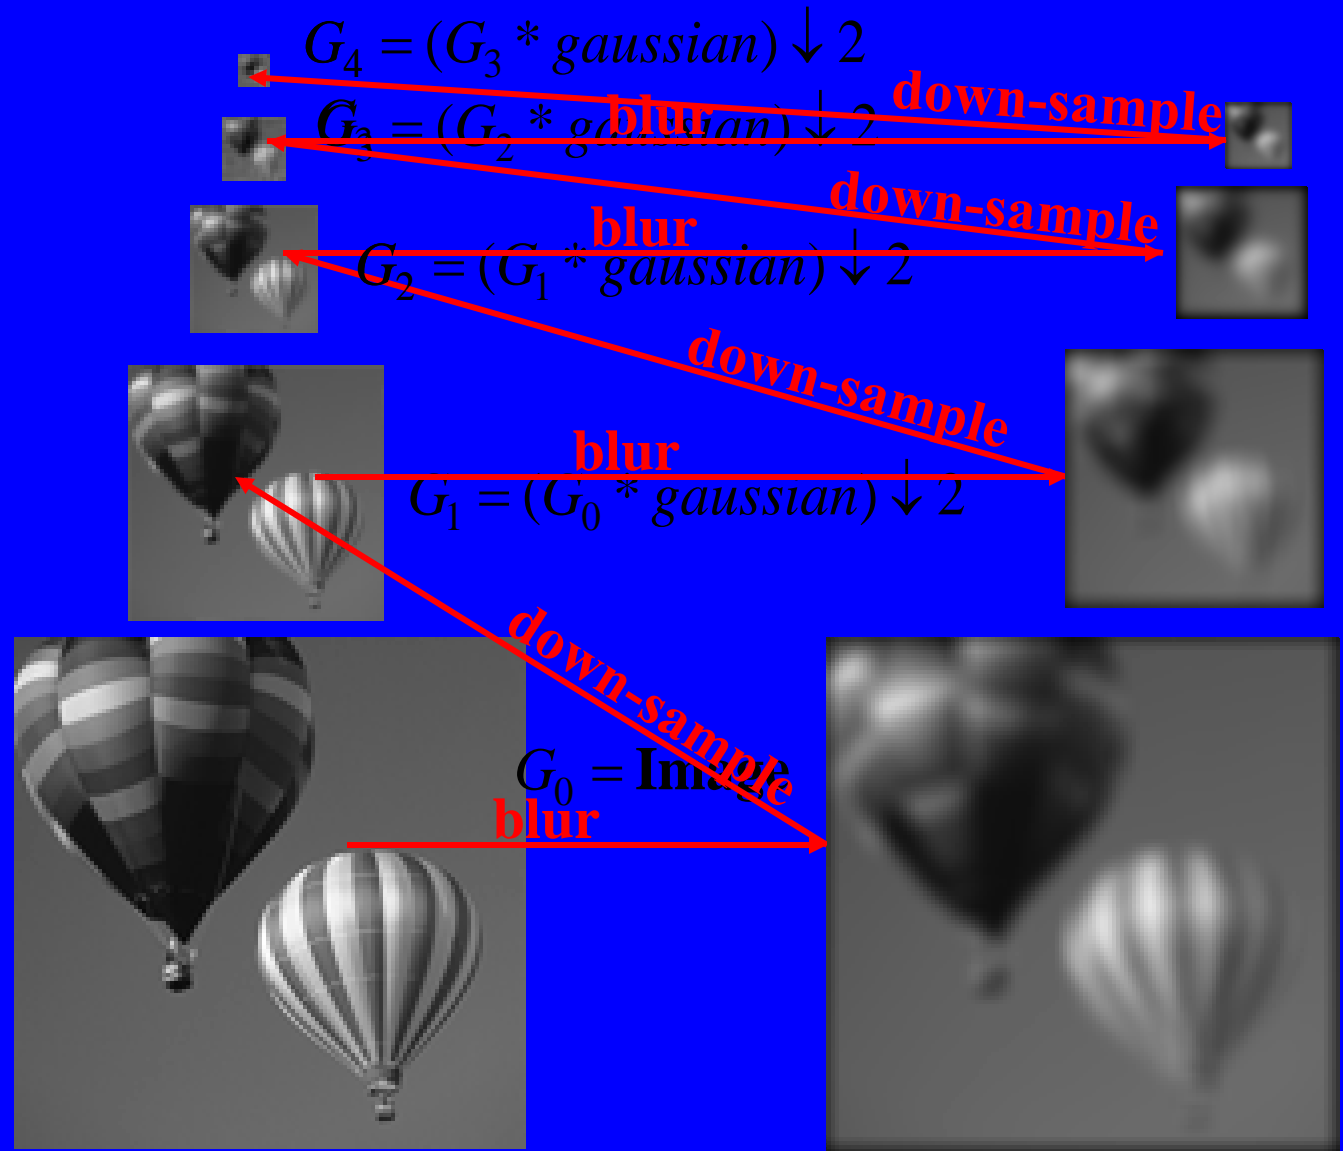 G₄ = (G₃ * gaussian) ↓ 2
down-sample
blur
G₃ = (G₂ * gaussian) ↓ 2
down-sample
blur
G₂ = (G₁ * gaussian) ↓ 2
down-sample
blur
G₁ = (G₀ * gaussian) ↓ 2
down-sample
G₀ = Image
blur